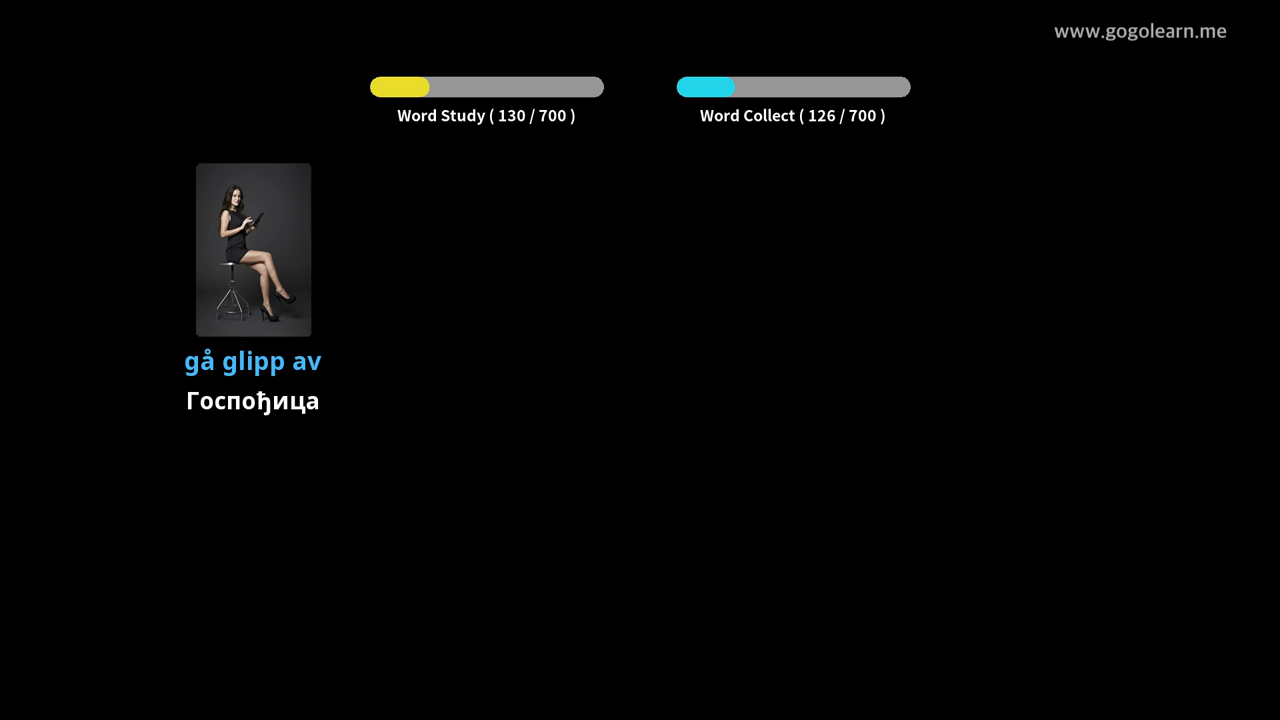 www.gogolearn.me
Word Study ( 130 / 700 )
Word Collect ( 126 / 700 )
gå glipp av
Госпођица